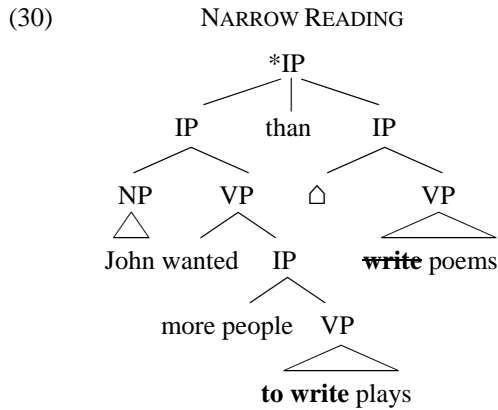 (30) NARROW READING
*IP
IP than IP
NP VP ⌂ VP
John wanted IP write poems
more people VP
to write plays